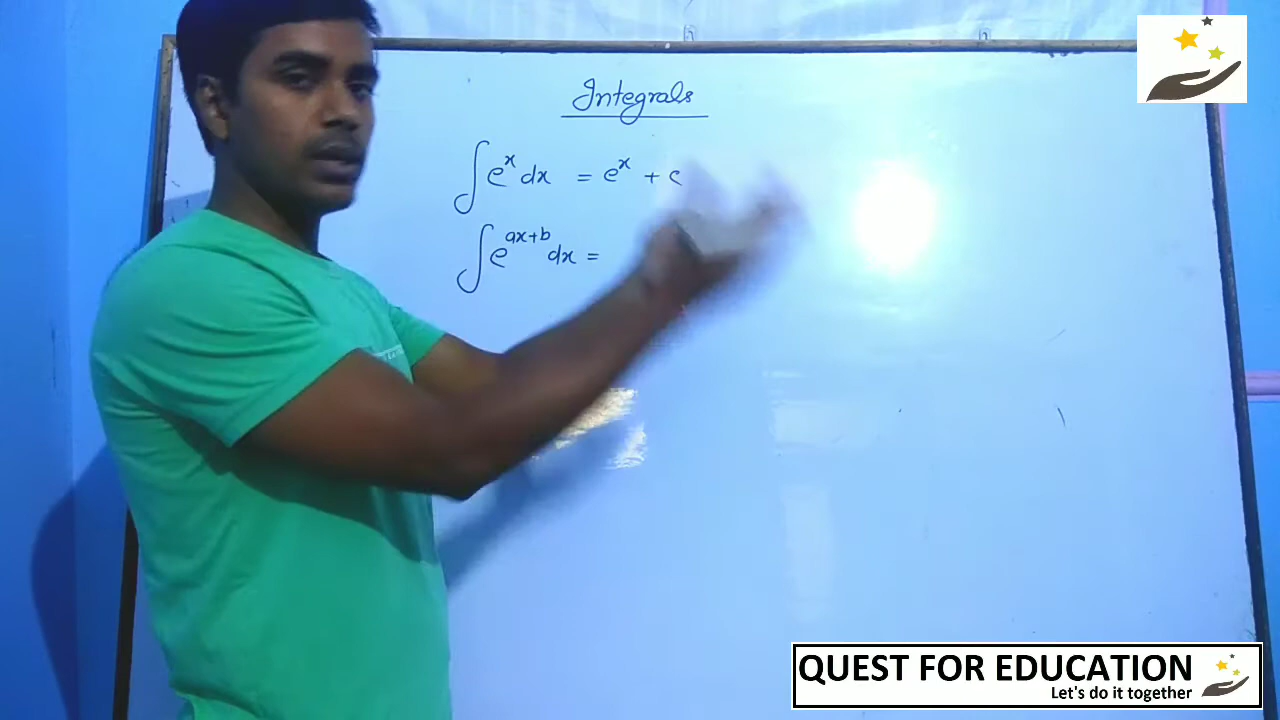 Integrals
∫e^x dx = e^x + c
∫e^{ax+b} dx =
QUEST FOR EDUCATION
Let's do it together